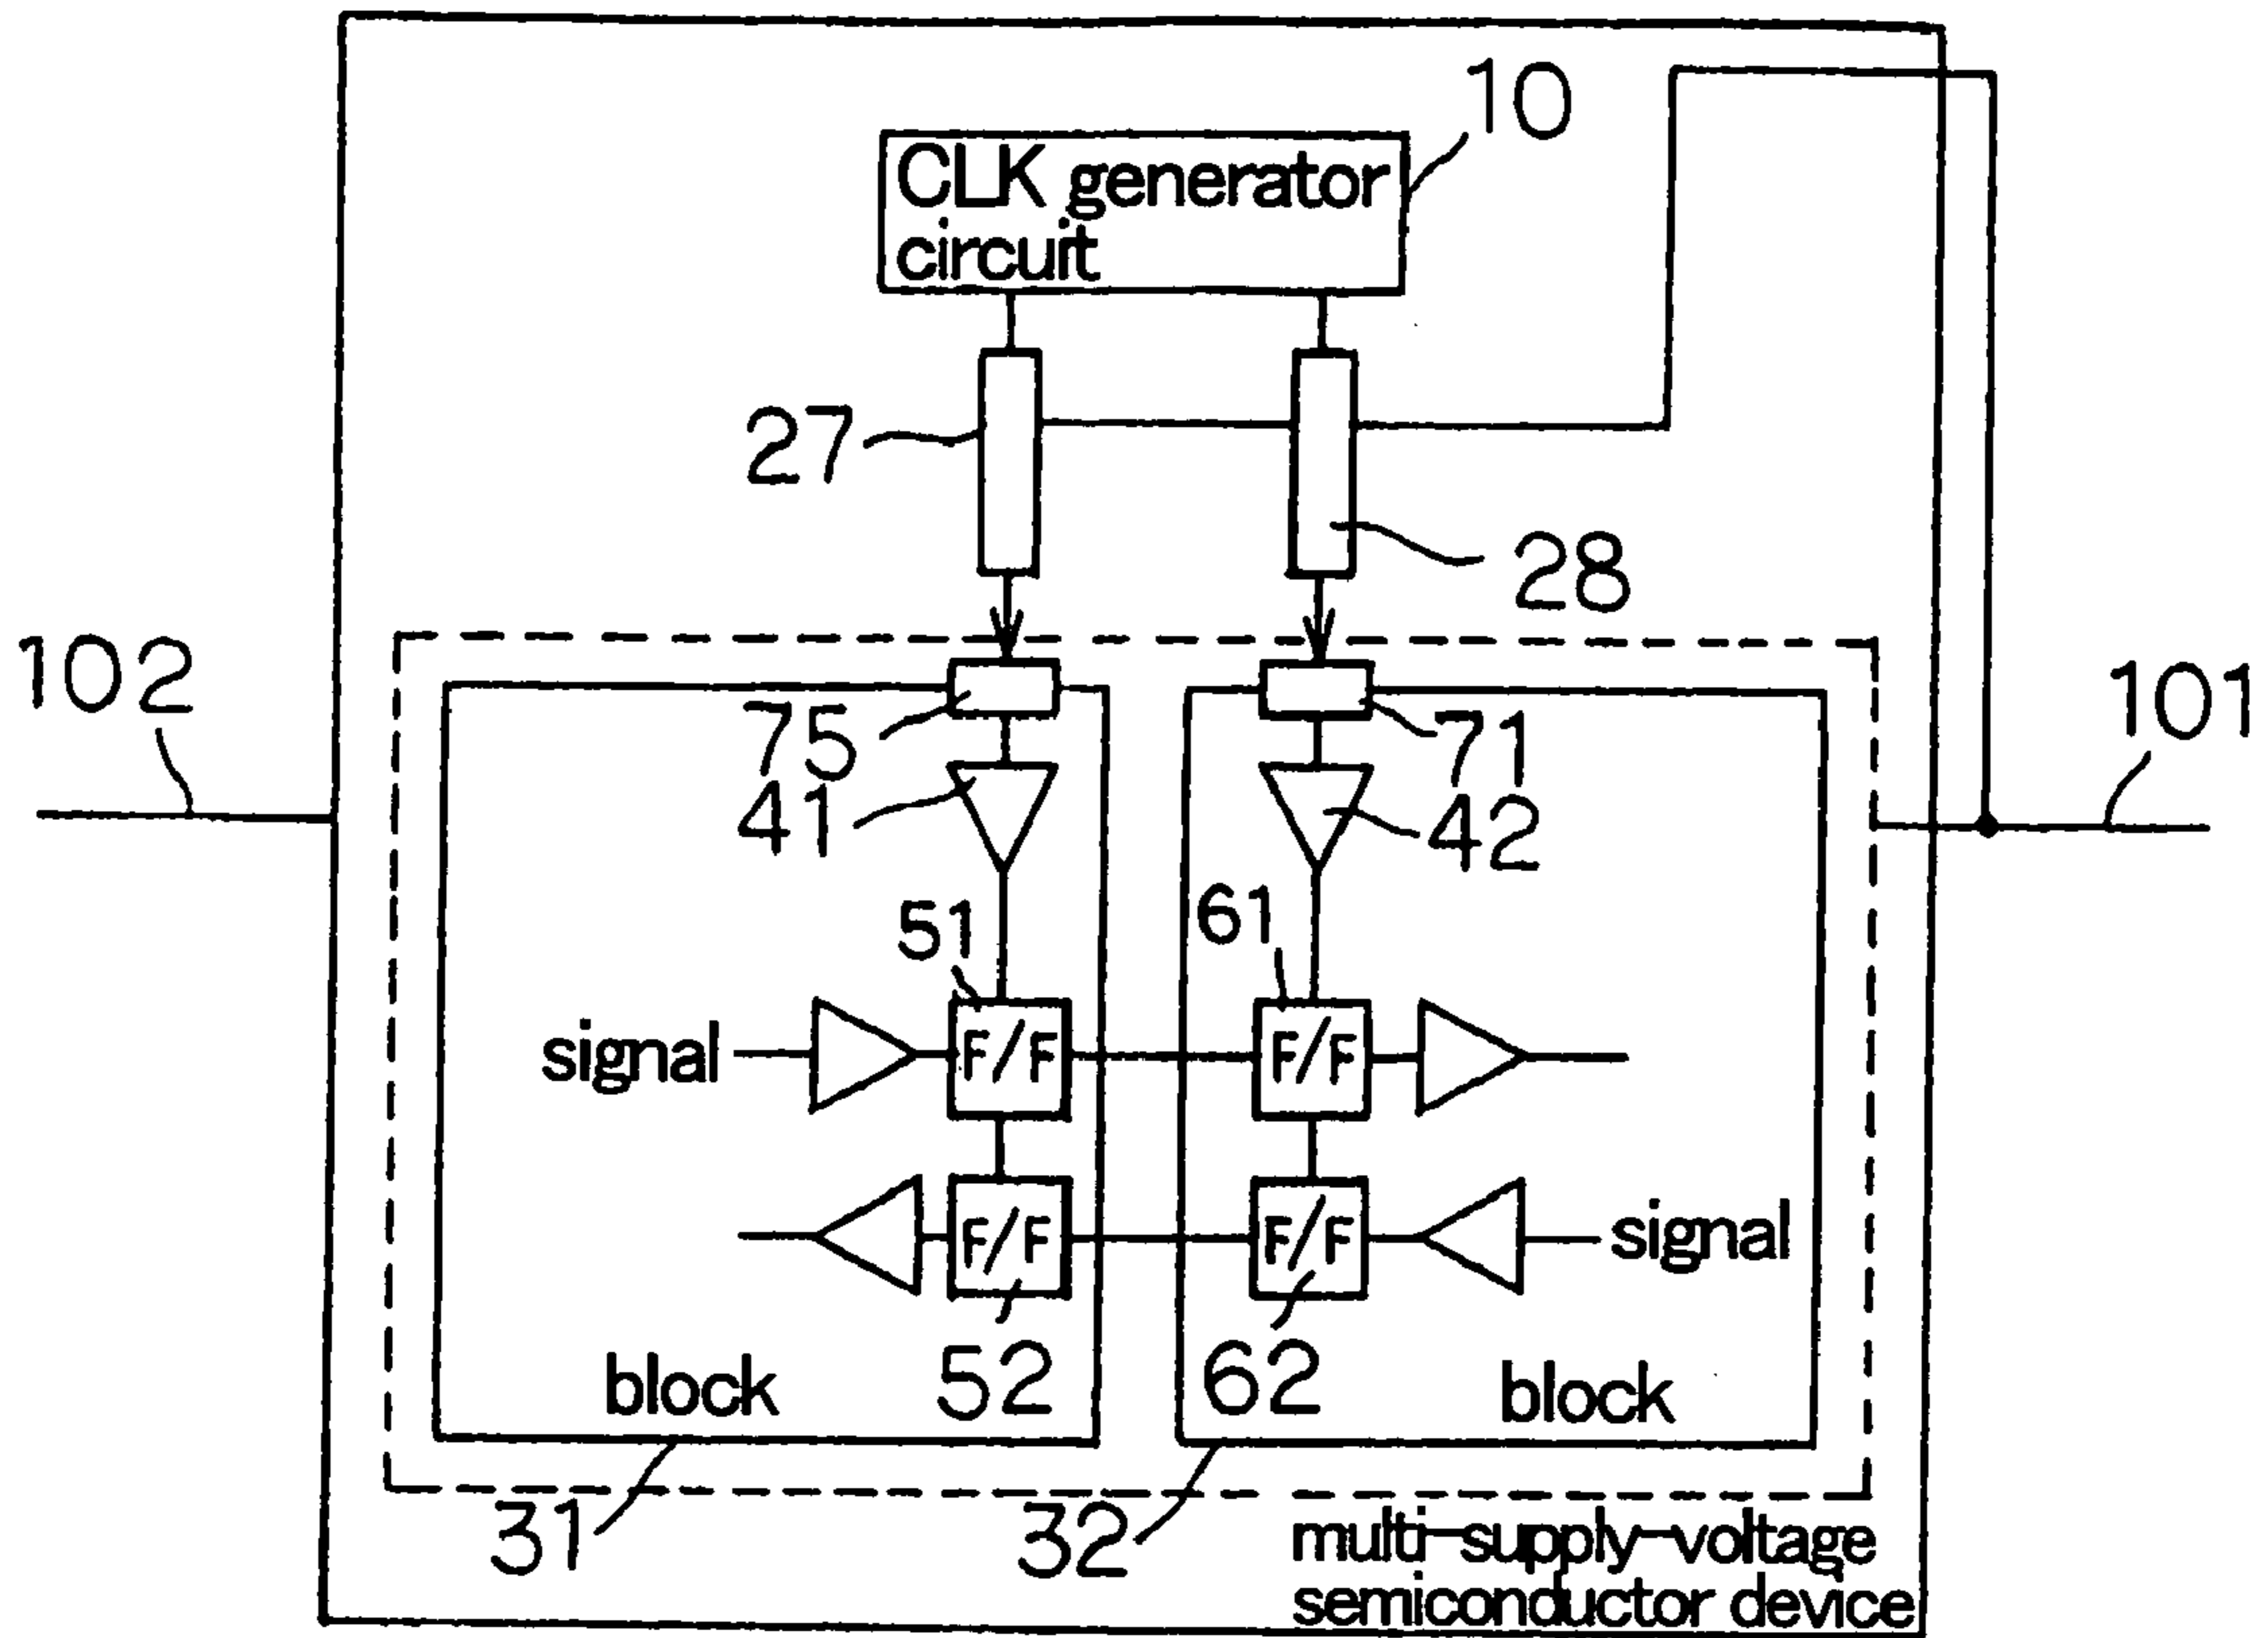 10
CLK generator
circuit
27
28
102
101
75
71
41
42
51
61
signal
F/F
F/F
F/F
F/F
signal
52
62
block
block
31
32
multi-supply-voltage
semiconductor device